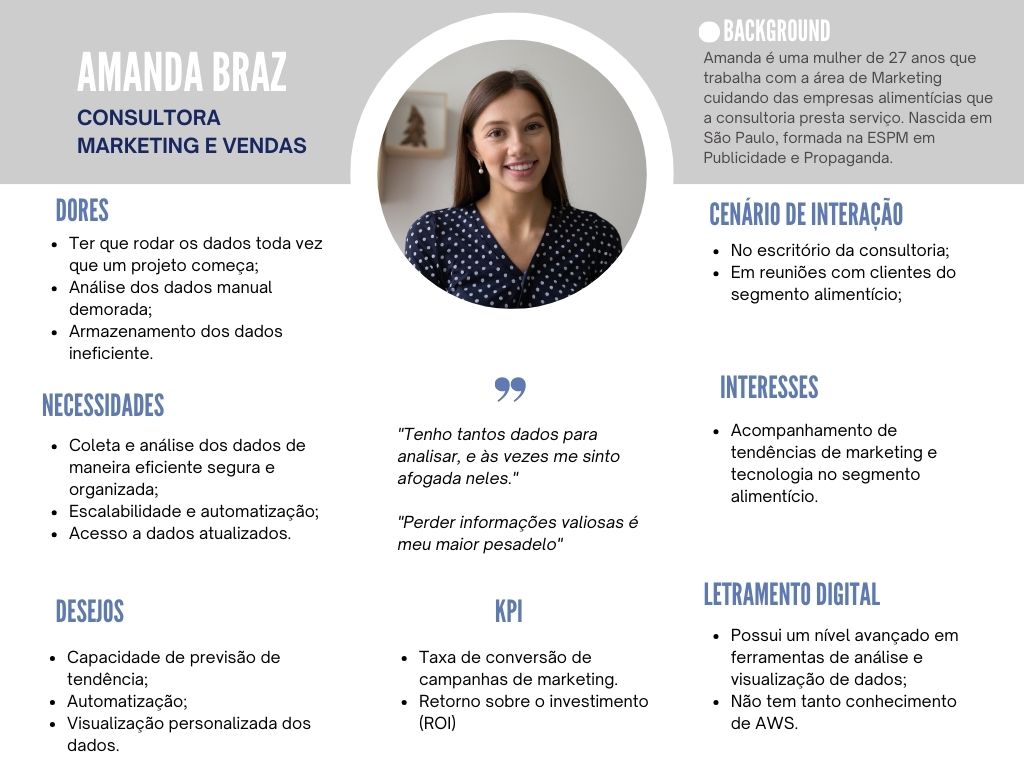 AMANDA BRAZ
CONSULTORA
MARKETING E VENDAS
BACKGROUND
Amanda é uma mulher de 27 anos que
trabalha com a área de Marketing
cuidando das empresas alimentícias que
a consultoria presta serviço. Nascida em
São Paulo, formada na ESPM em
Publicidade e Propaganda.
DORES
• Ter que rodar os dados toda vez
que um projeto começa;
• Análise dos dados manual
demorada;
• Armazenamento dos dados
ineficiente.
NECESSIDADES
• Coleta e análise dos dados de
maneira eficiente segura e
organizada;
• Escalabilidade e automatização;
• Acesso a dados atualizados.
DESEJOS
• Capacidade de previsão de
tendência;
• Automatização;
• Visualização personalizada dos
dados.
"Tenho tantos dados para
analisar, e às vezes me sinto
afogada neles."
"Perder informações valiosas é
meu maior pesadelo"
KPI
• Taxa de conversão de
campanhas de marketing.
• Retorno sobre o investimento
(ROI)
CENÁRIO DE INTERAÇÃO
• No escritório da consultoria;
• Em reuniões com clientes do
segmento alimentício;
INTERESSES
• Acompanhamento de
tendências de marketing e
tecnologia no segmento
alimentício.
LETRAMENTO DIGITAL
• Possui um nível avançado em
ferramentas de análise e
visualização de dados;
• Não tem tanto conhecimento
de AWS.